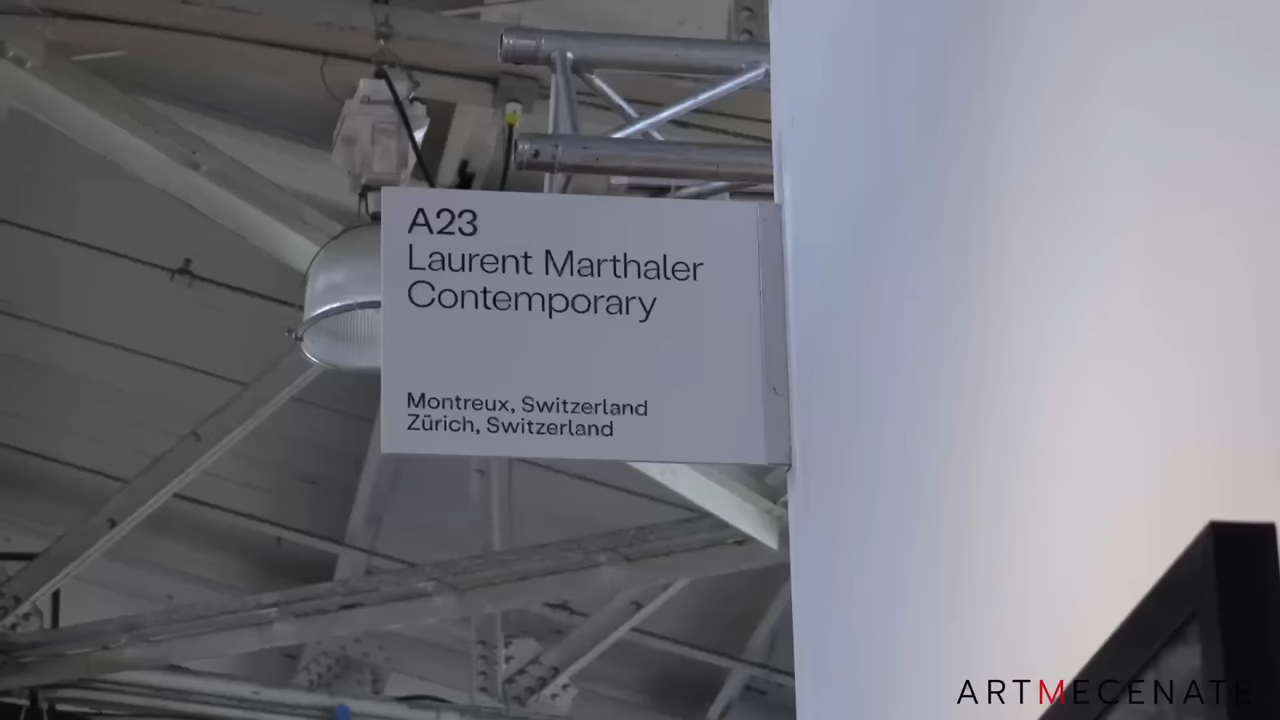 A23
Laurent Marthaler
Contemporary
Montreux, Switzerland
Zürich, Switzerland
ARTMECENATE